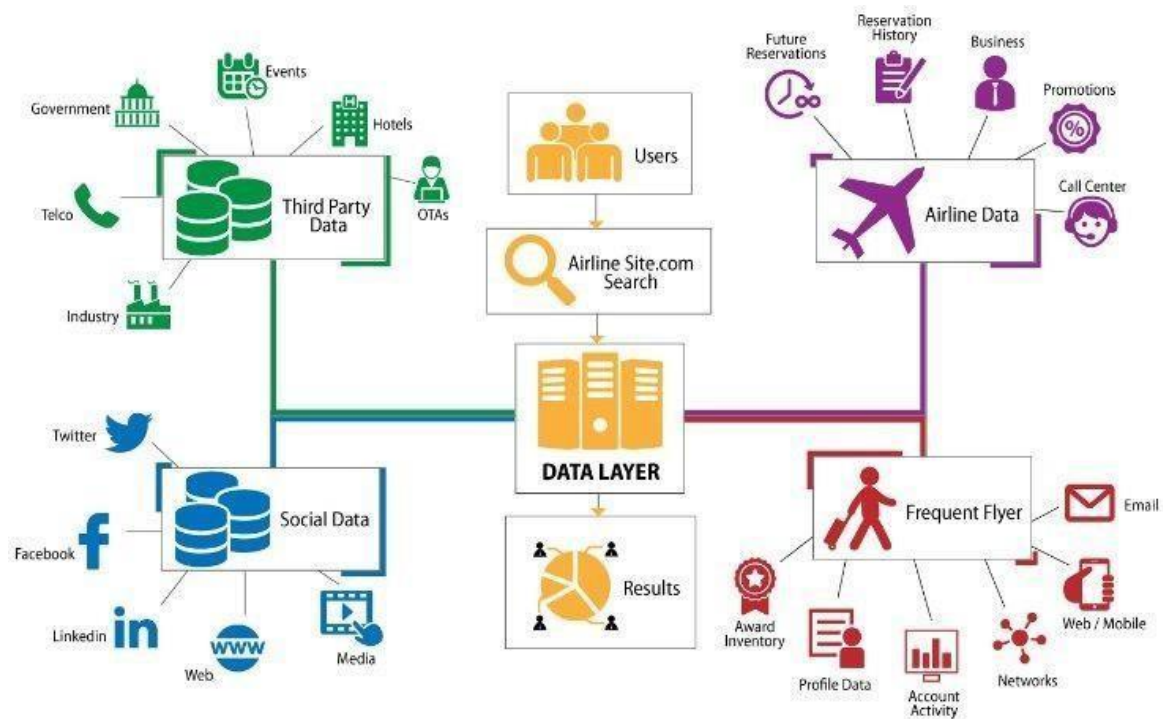 Government
Events
Hotels
Telco
Third Party
Data
OTAs
Industry
Users
Airline Site.com
Search
DATA LAYER
Results
Future
Reservations
Reservation
History
Business
Promotions
%
Airline Data
Call Center
Twitter
Social Data
Facebook
f
Linkedin
in
Web
WWW
Media
Frequent Flyer
Email
Web / Mobile
Networks
Account
Activity
Profile Data
Award
Inventory
H